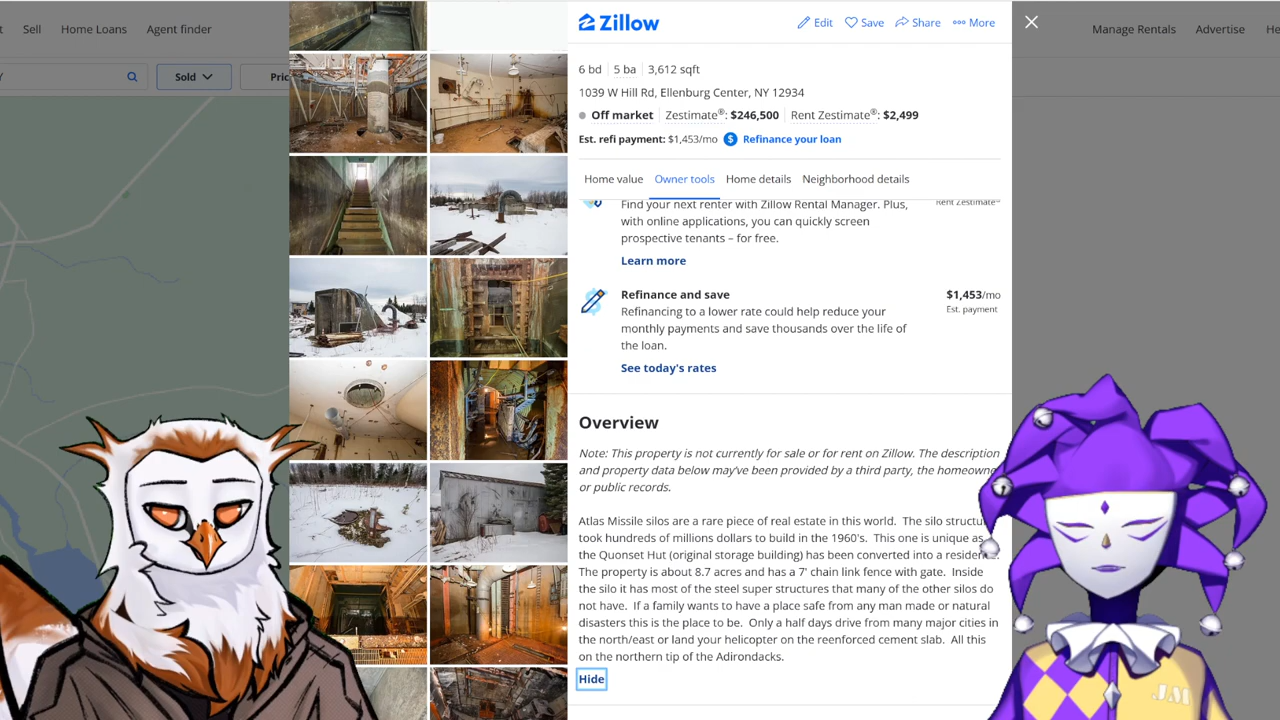 Sell
Home Loans
Agent finder
Manage Rentals
Advertise
Sold
Zillow
Edit
Save
Share
More
6 bd
5 ba
3,612 sqft
1039 W Hill Rd, Ellenburg Center, NY 12934
Off market
Zestimate®: $246,500
Rent Zestimate®: $2,499
Est. refi payment: $1,453/mo
$
Refinance your loan
Home value
Owner tools
Home details
Neighborhood details
Find your next renter with Zillow Rental Manager. Plus,
with online applications, you can quickly screen
prospective tenants – for free.
Rent Zestimate®
Learn more
Refinance and save
$1,453/mo
Est. payment
Refinancing to a lower rate could help reduce your
monthly payments and save thousands over the life of
the loan.
See today's rates
Overview
Note: This property is not currently for sale or for rent on Zillow. The description
and property data below may've been provided by a third party, the homeowne
or public records.
Atlas Missile silos are a rare piece of real estate in this world. The silo structu
took hundreds of millions dollars to build in the 1960's. This one is unique as
the Quonset Hut (original storage building) has been converted into a residen
The property is about 8.7 acres and has a 7' chain link fence with gate. Inside
the silo it has most of the steel super structures that many of the other silos do
not have. If a family wants to have a place safe from any man made or natural
disasters this is the place to be. Only a half days drive from many major cities in
the north/east or land your helicopter on the reenforced cement slab. All this
on the northern tip of the Adirondacks.
Hide
JM